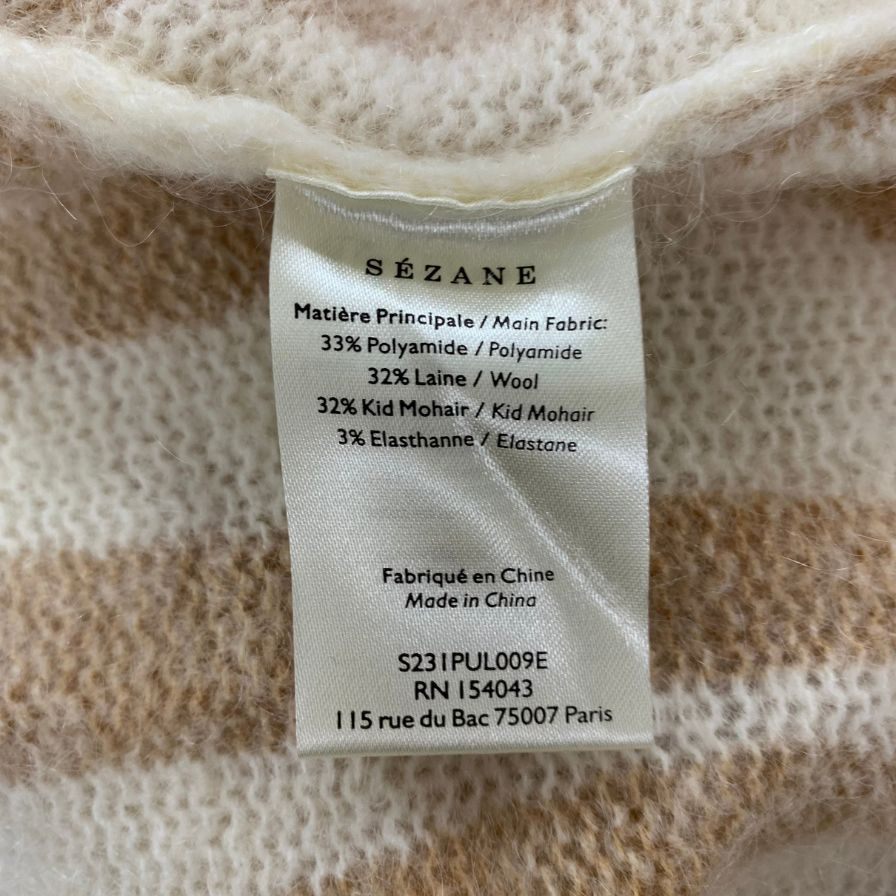 SÉZANE
Matière Principale / Main Fabric:
33% Polyamide / Polyamide
32% Laine / Wool
32% Kid Mohair / Kid Mohair
3% Elasthanne / Elastane
Fabriqué en Chine
Made in China
S231PUL009E
RN 154043
115 rue du Bac 75007 Paris